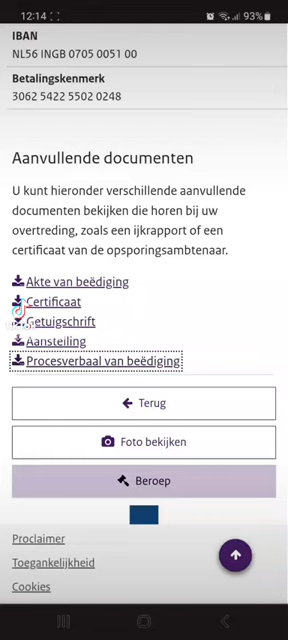 12:14
93%
IBAN
NL56 INGB 0705 0051 00
Betalingskenmerk
3062 5422 5502 0248
Aanvullende documenten
U kunt hieronder verschillende aanvullende
documenten bekijken die horen bij uw
overtreding, zoals een ijkrapport of een
certificaat van de opsporingsambtenaar.
Akte van beëdiging
Certificaat
Getuigschrift
Aanstelling
Procesverbaal van beëdiging
Terug
Foto bekijken
Beroep
Proclaimer
Toegankelijkheid
Cookies